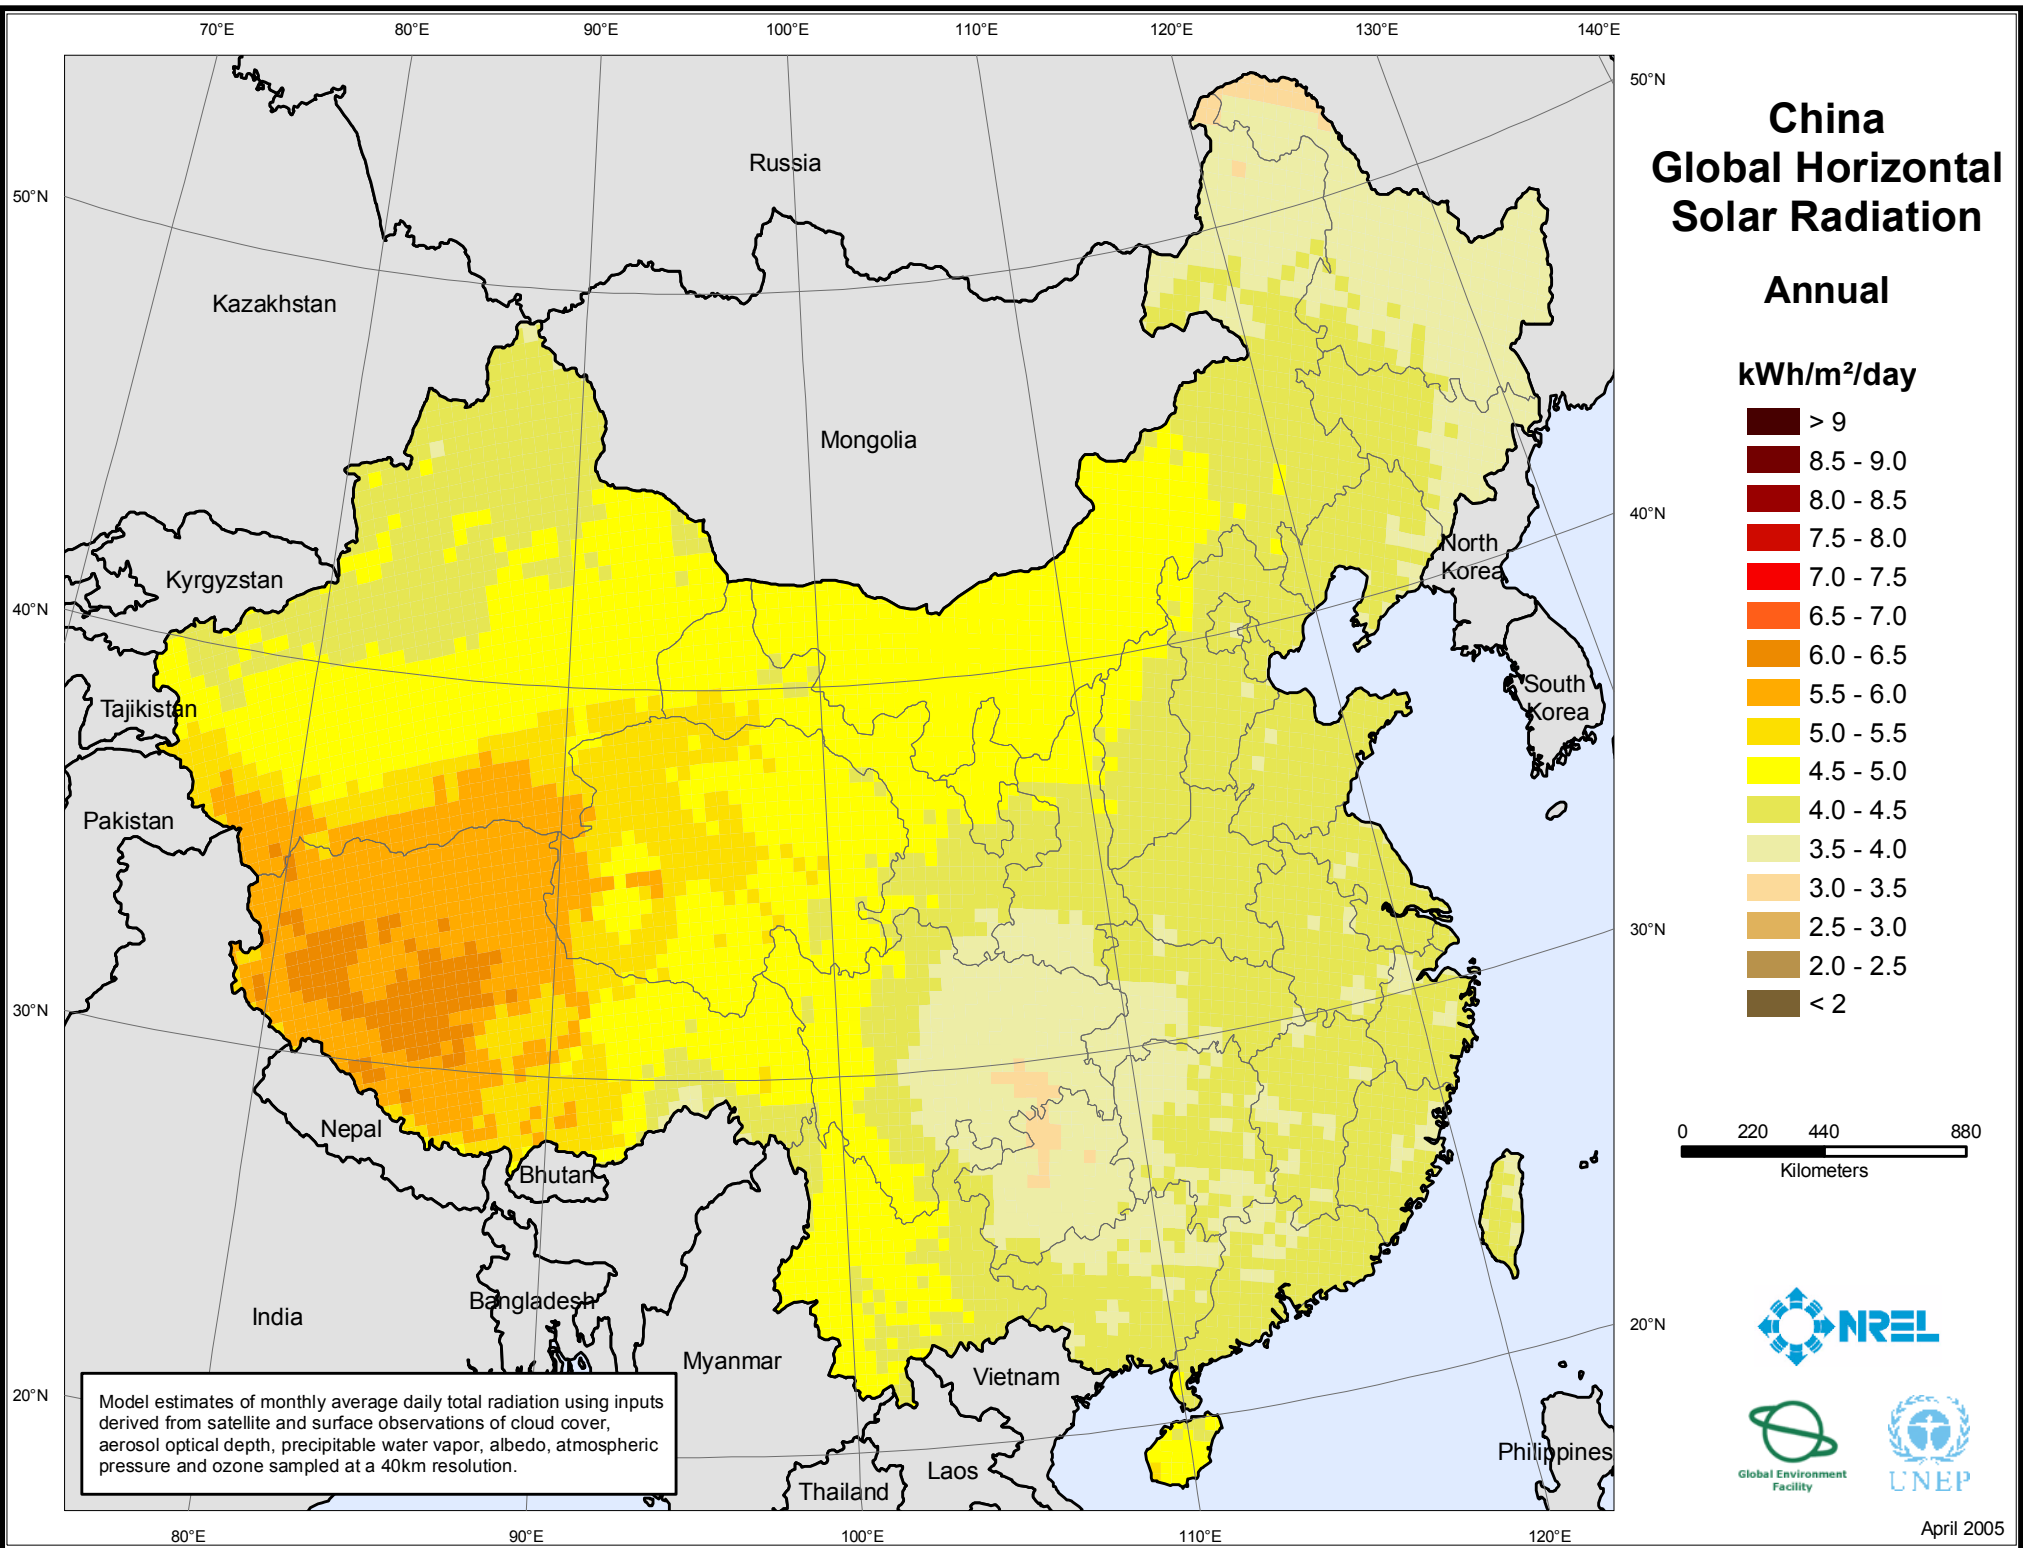 70°E
80°E
90°E
100°E
110°E
120°E
130°E
140°E
50°N
40°N
30°N
20°N
50°N
40°N
30°N
20°N
80°E
90°E
100°E
110°E
120°E
Russia
Kazakhstan
Mongolia
Kyrgyzstan
Tajikistan
Pakistan
North
Korea
South
Korea
Nepal
Bhutan
Bangladesh
India
Myanmar
Vietnam
Laos
Thailand
Philippines
China
Global Horizontal
Solar Radiation
Annual
kWh/m²/day
> 9
8.5 - 9.0
8.0 - 8.5
7.5 - 8.0
7.0 - 7.5
6.5 - 7.0
6.0 - 6.5
5.5 - 6.0
5.0 - 5.5
4.5 - 5.0
4.0 - 4.5
3.5 - 4.0
3.0 - 3.5
2.5 - 3.0
2.0 - 2.5
< 2
0 220 440 880
Kilometers
NREL
Global Environment
Facility
UNEP
April 2005
Model estimates of monthly average daily total radiation using inputs
derived from satellite and surface observations of cloud cover,
aerosol optical depth, precipitable water vapor, albedo, atmospheric
pressure and ozone sampled at a 40km resolution.